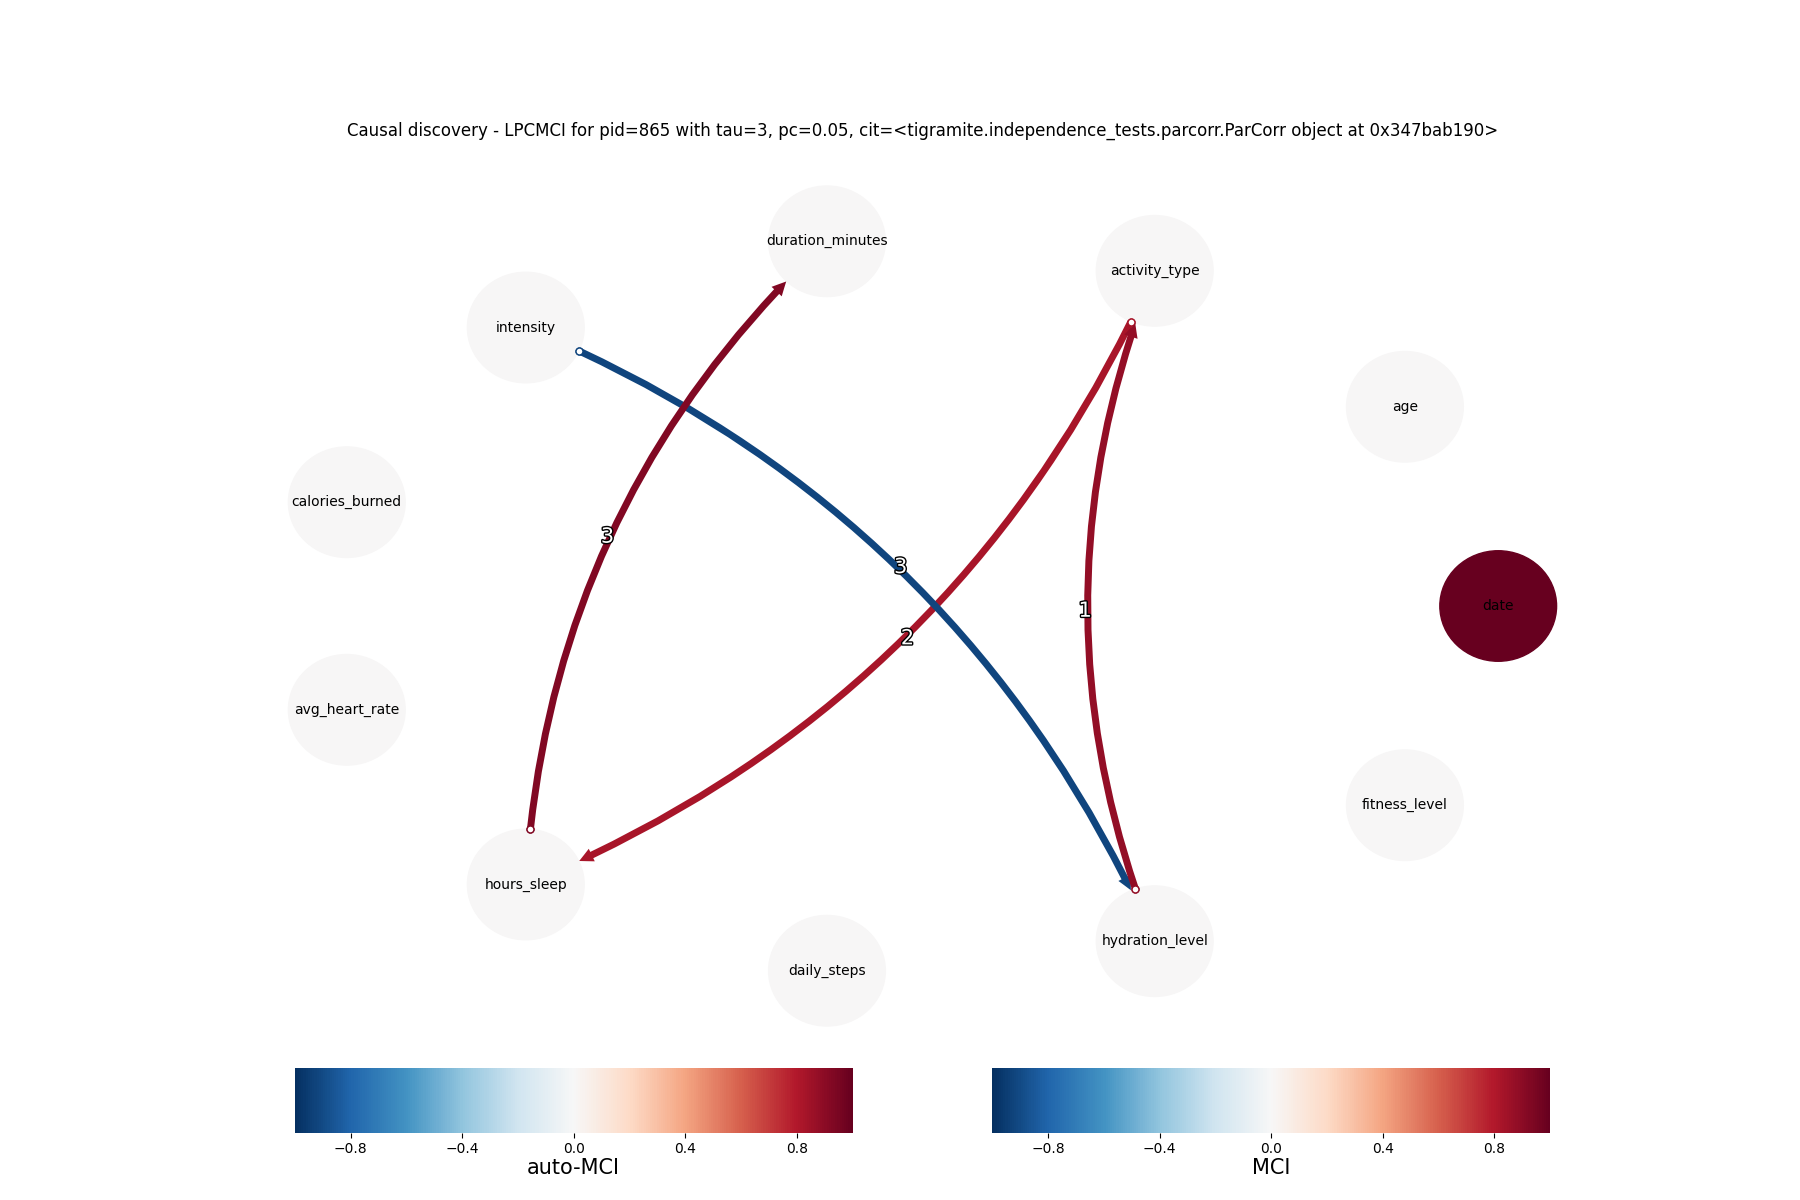 Causal discovery - LPCMCI for pid=865 with tau=3, pc=0.05, cit=<tigramite.independence_tests.parcorr.ParCorr object at 0x347bab190>
duration_minutes
activity_type
intensity
age
calories_burned
3
3
date
1
2
avg_heart_rate
fitness_level
hours_sleep
hydration_level
daily_steps
−0.8 −0.4 0.0 0.4 0.8
auto-MCI
−0.8 −0.4 0.0 0.4 0.8
MCI